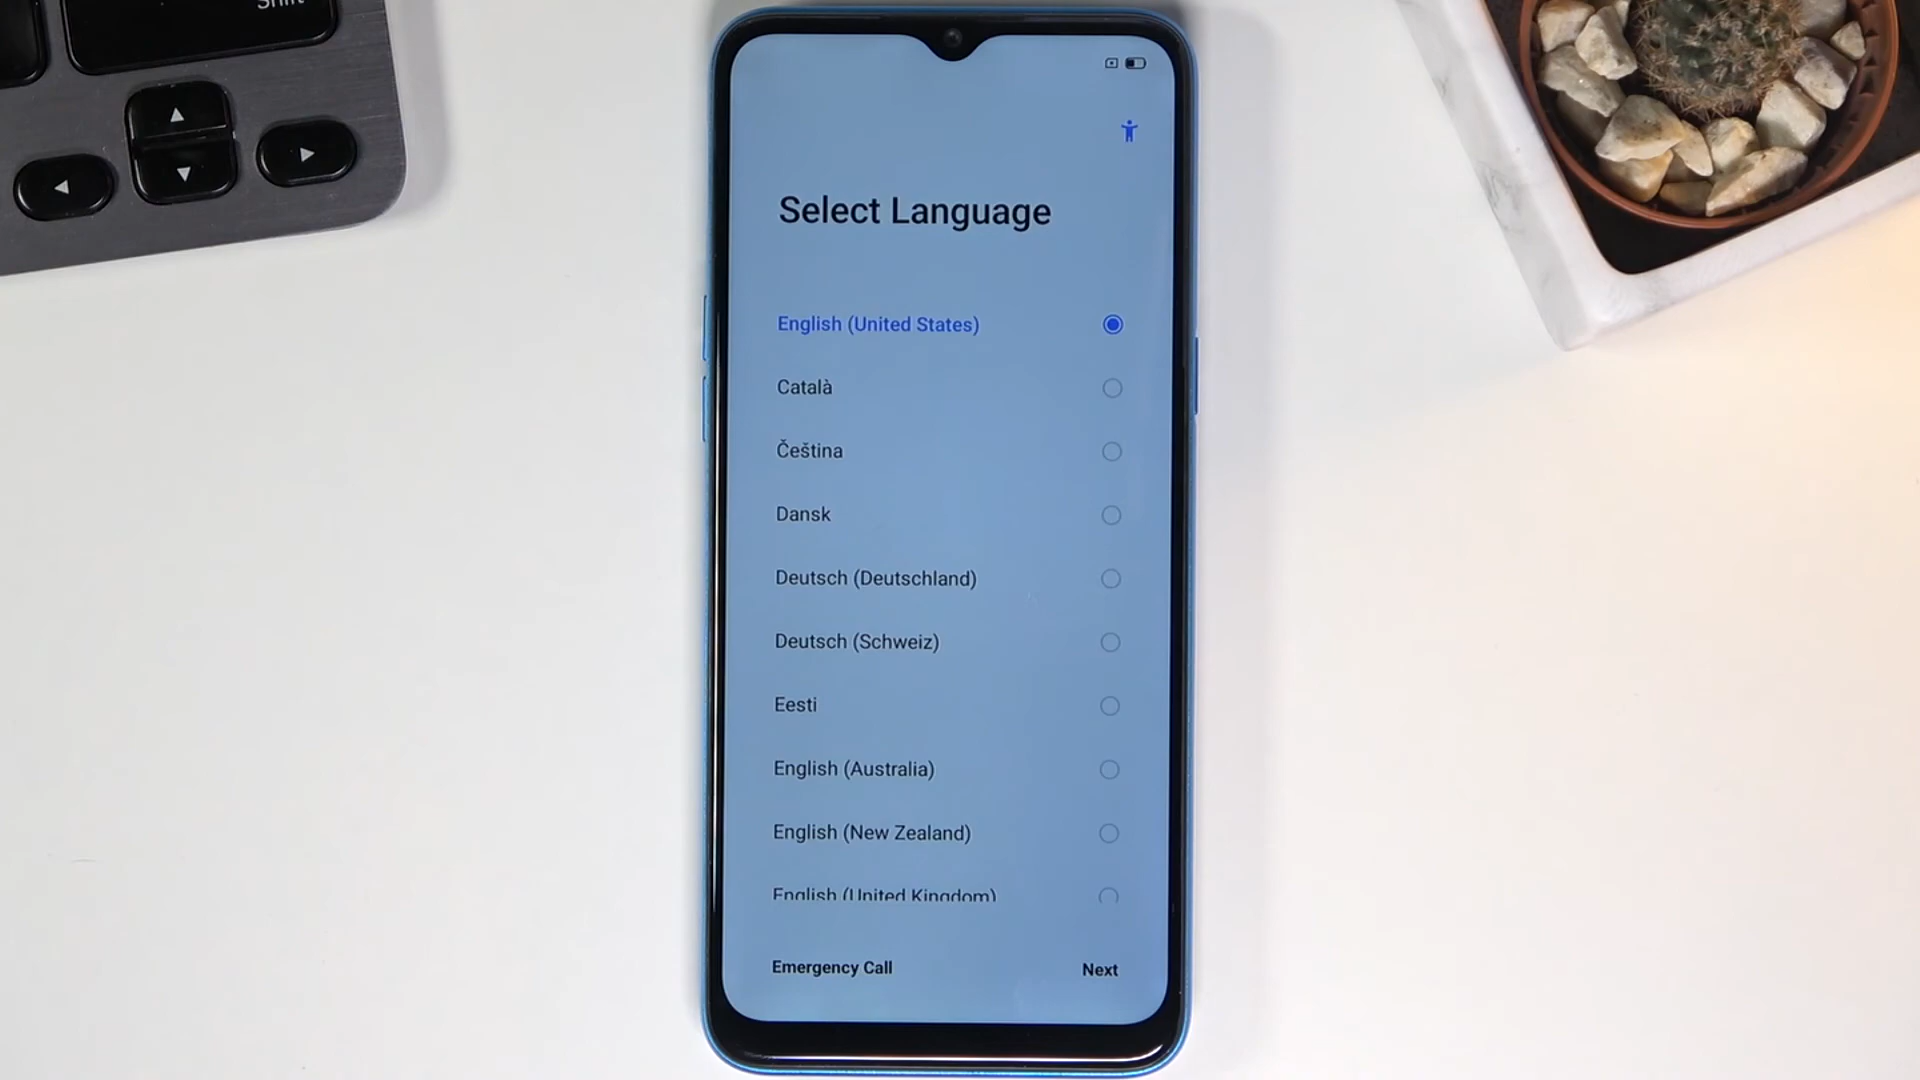 Shift
Select Language
English (United States)
Català
Čeština
Dansk
Deutsch (Deutschland)
Deutsch (Schweiz)
Eesti
English (Australia)
English (New Zealand)
English (United Kingdom)
Emergency Call
Next